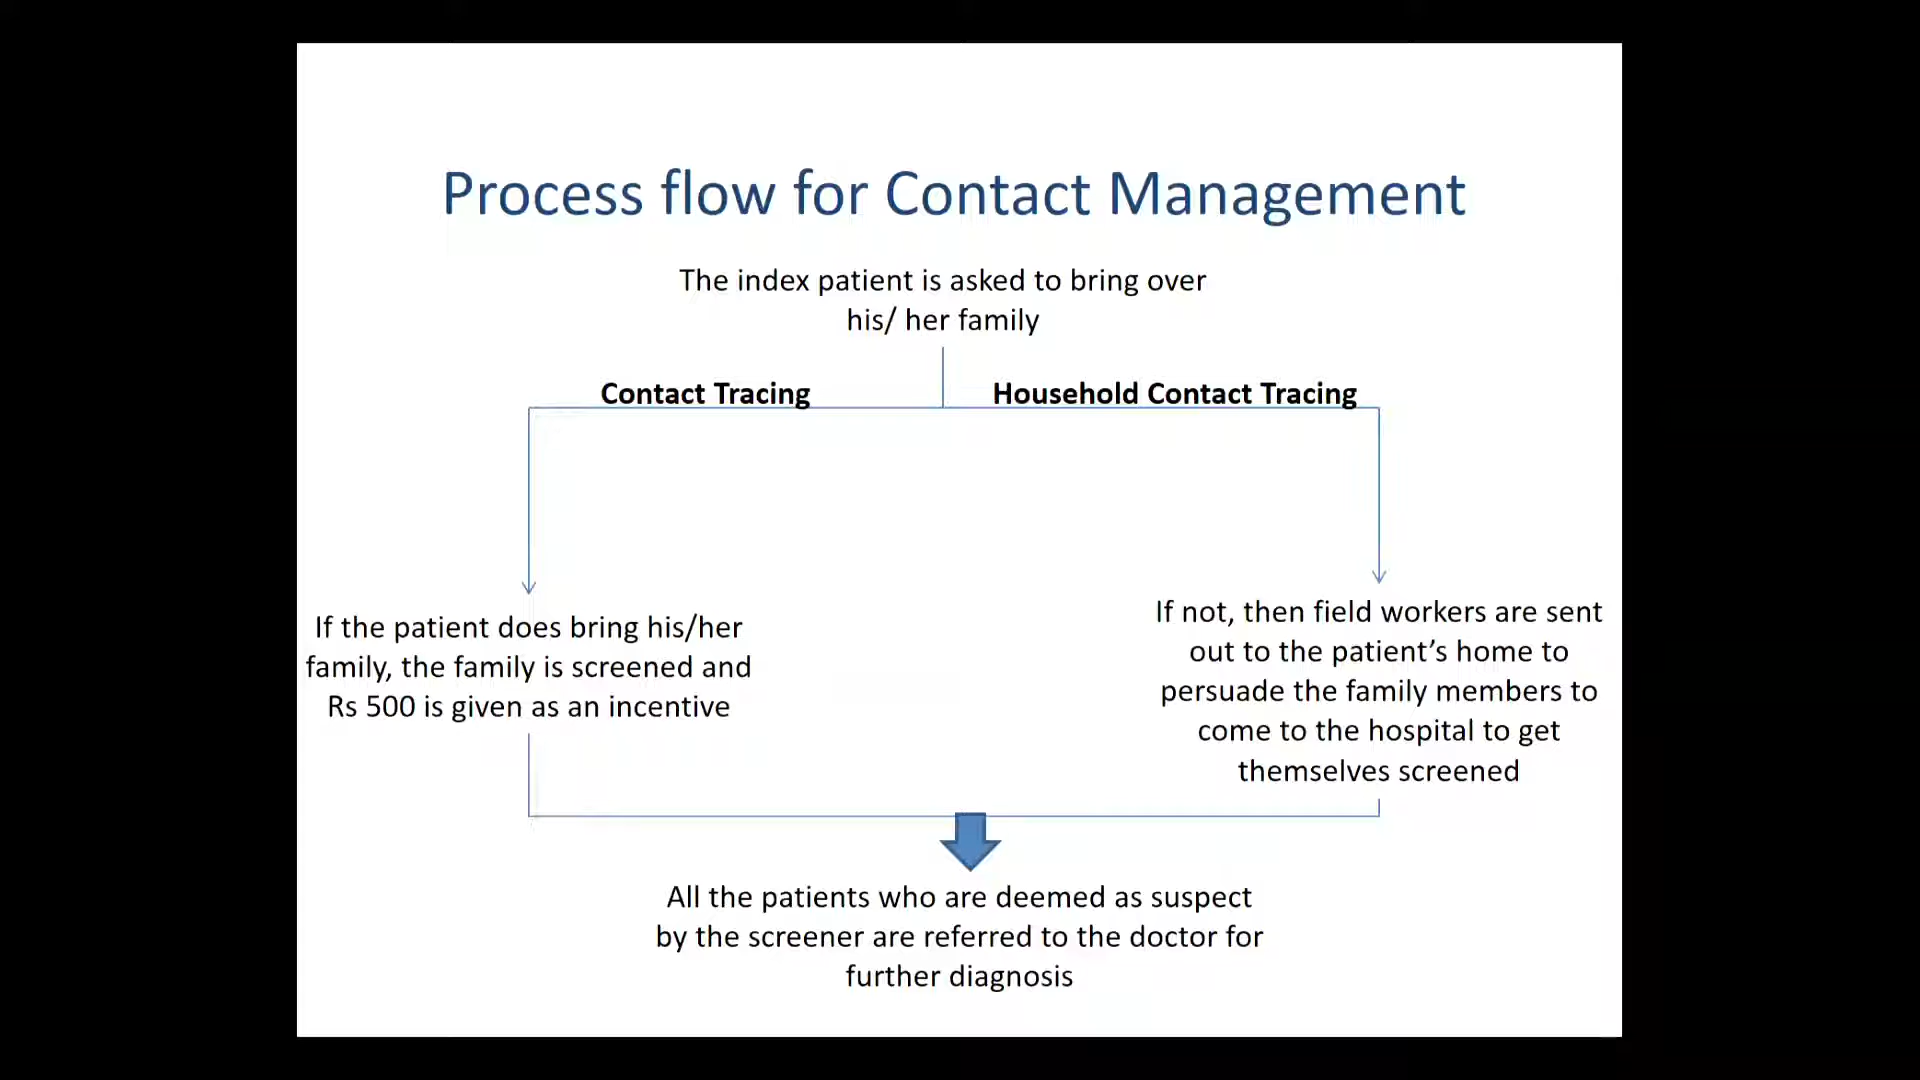 Process flow for Contact Management
The index patient is asked to bring over
his/ her family
Contact Tracing
Household Contact Tracing
If the patient does bring his/her
family, the family is screened and
Rs 500 is given as an incentive
If not, then field workers are sent
out to the patient’s home to
persuade the family members to
come to the hospital to get
themselves screened
All the patients who are deemed as suspect
by the screener are referred to the doctor for
further diagnosis